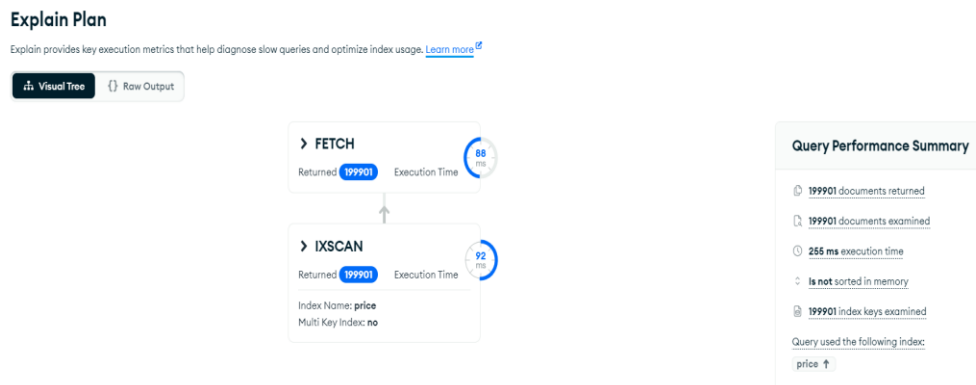 Explain Plan
Explain provides key execution metrics that help diagnose slow queries and optimize index usage. Learn more
Visual Tree
{} Raw Output
FETCH
Returned 199901 Execution Time
88
ms
IXSCAN
Returned 199901 Execution Time
92
ms
Index Name: price
Multi Key Index: no
Query Performance Summary
199901 documents returned
199901 documents examined
255 ms execution time
Is not sorted in memory
199901 index keys examined
Query used the following index:
price ↑